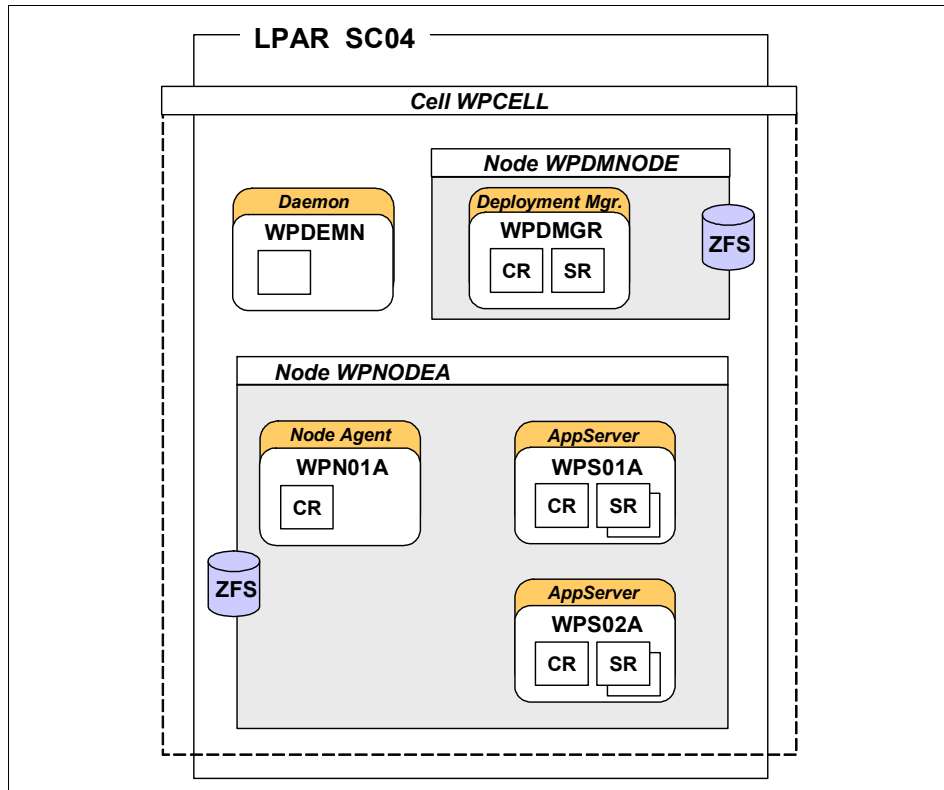 LPAR SC04
Cell WPCELL
Node WPDMNODE
Daemon
WPDEMN
Deployment Mgr.
WPDMGR
CR SR
ZFS
Node WPNODEA
Node Agent
WPN01A
CR
AppServer
WPS01A
CR SR
ZFS
AppServer
WPS02A
CR SR